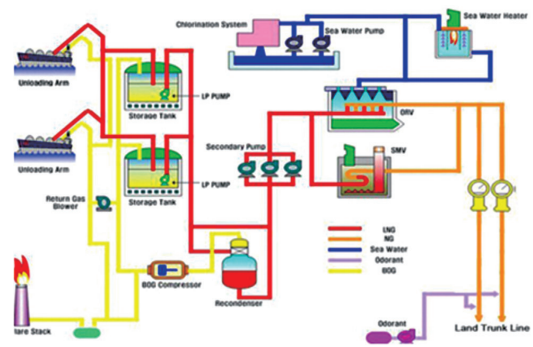 Chlorination System
Sea Water Pump
Sea Water Heater
Unloading Arm
LP PUMP
Storage Tank
ORV
Unloading Arm
Secondary Pump
SMV
LP PUMP
Storage Tank
Return Gas
Blower
LNG
NG
Sea Water
Odorant
BOG
BOG Compressor
Recondenser
lare Stack
Odorant
Land Trunk Line